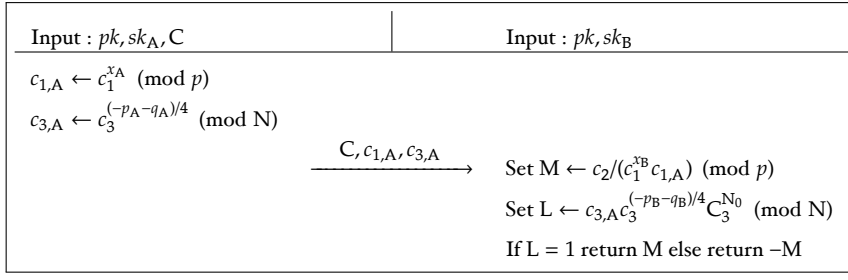 Input : pk, sk_A, C
Input : pk, sk_B
c_{1,A} ← c_1^{x_A} (mod p)
c_{3,A} ← c_3^{(−p_A−q_A)/4} (mod N)
C, c_{1,A}, c_{3,A}
Set M ← c_2/(c_1^{x_B} c_{1,A}) (mod p)
Set L ← c_{3,A} c_3^{(−p_B−q_B)/4} C_3^{N_0} (mod N)
If L = 1 return M else return −M